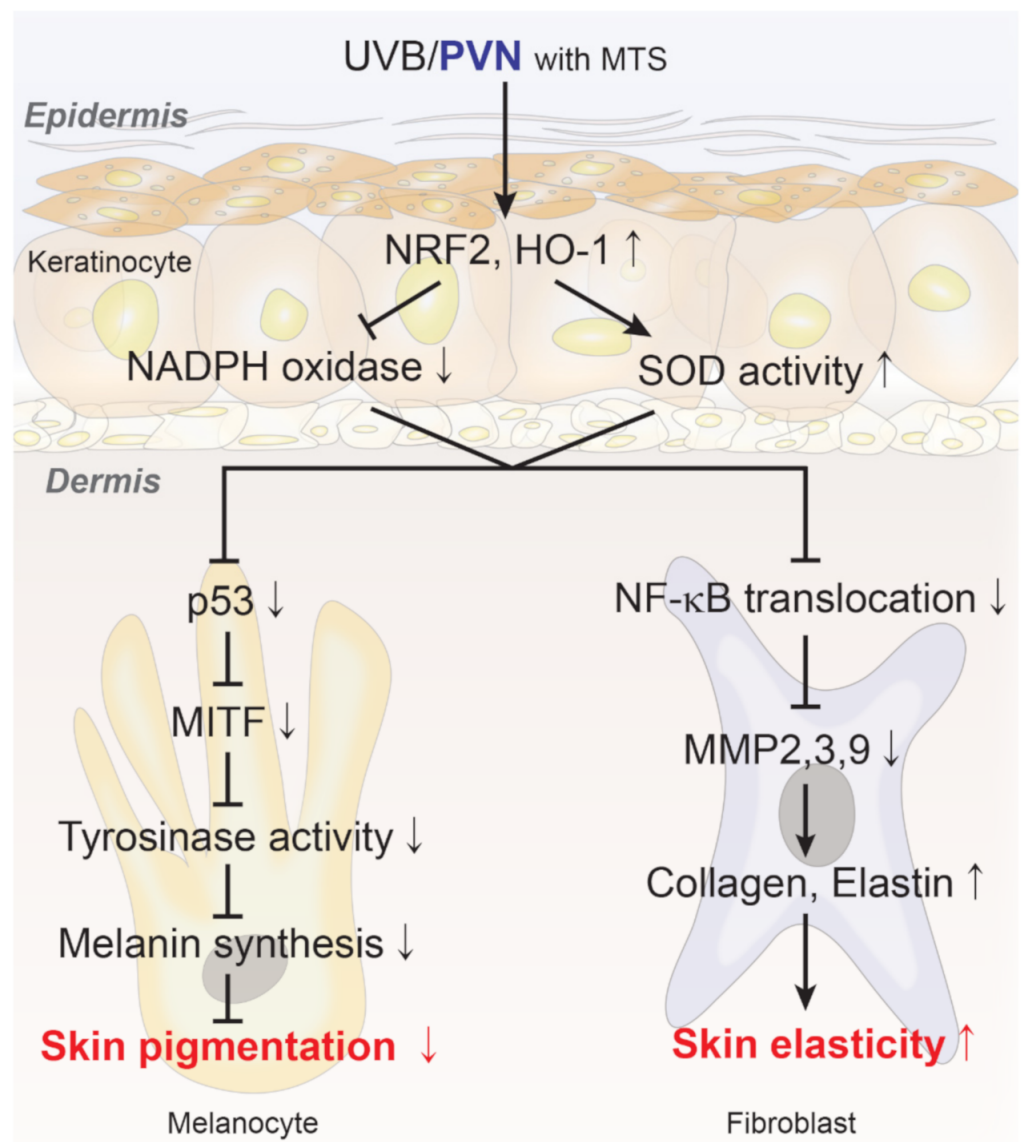 UVB/PVN with MTS
Epidermis
NRF2, HO-1 ↑
Keratinocyte
NADPH oxidase ↓
SOD activity ↑
Dermis
p53 ↓
NF-κB translocation ↓
MITF ↓
MMP2,3,9 ↓
Tyrosinase activity ↓
Collagen, Elastin ↑
Melanin synthesis ↓
Skin pigmentation ↓
Skin elasticity ↑
Melanocyte
Fibroblast